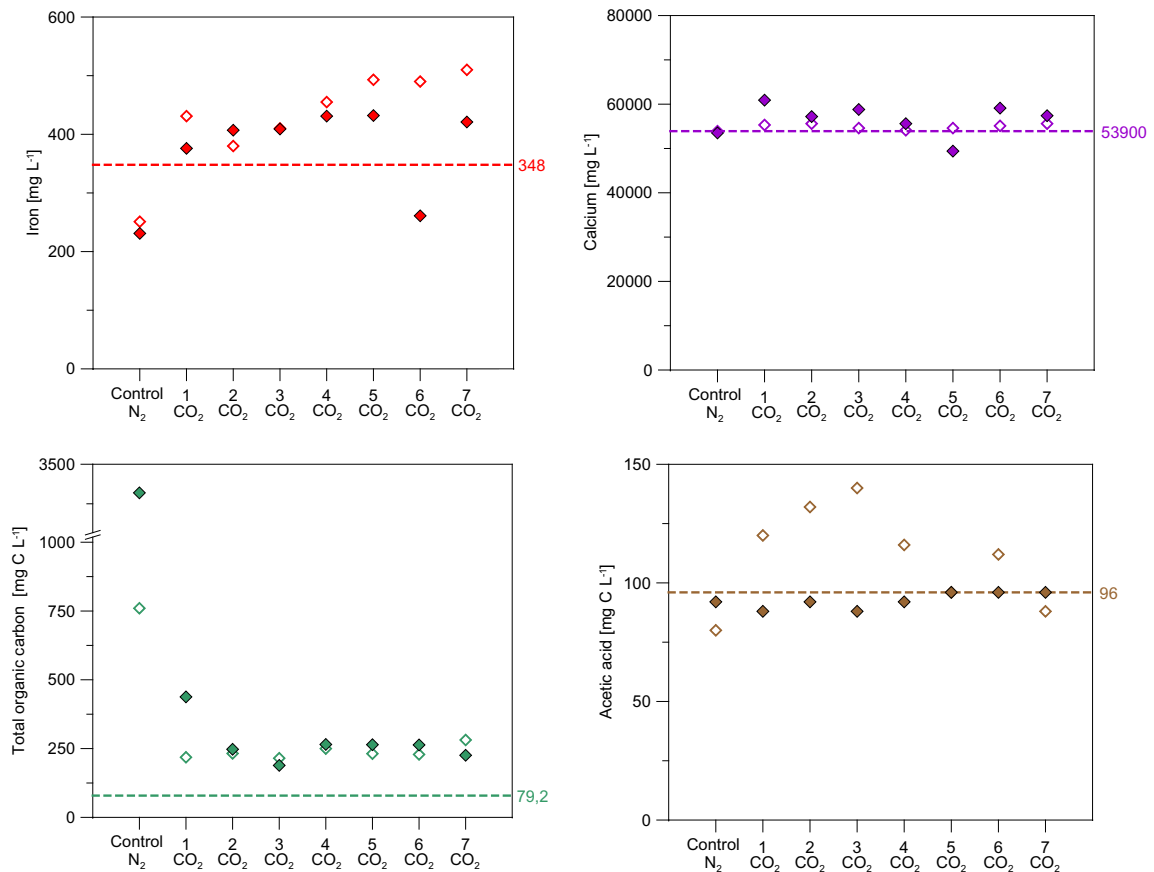 600
400
200
0
Iron [mg L⁻¹]
348
Control 1 2 3 4 5 6 7
N₂ CO₂ CO₂ CO₂ CO₂ CO₂ CO₂ CO₂
80000
60000
40000
20000
0
Calcium [mg L⁻¹]
53900
Control 1 2 3 4 5 6 7
N₂ CO₂ CO₂ CO₂ CO₂ CO₂ CO₂ CO₂
3500
1000
750
500
250
0
Total organic carbon [mg C L⁻¹]
79,2
Control 1 2 3 4 5 6 7
N₂ CO₂ CO₂ CO₂ CO₂ CO₂ CO₂ CO₂
150
100
50
0
Acetic acid [mg C L⁻¹]
96
Control 1 2 3 4 5 6 7
N₂ CO₂ CO₂ CO₂ CO₂ CO₂ CO₂ CO₂